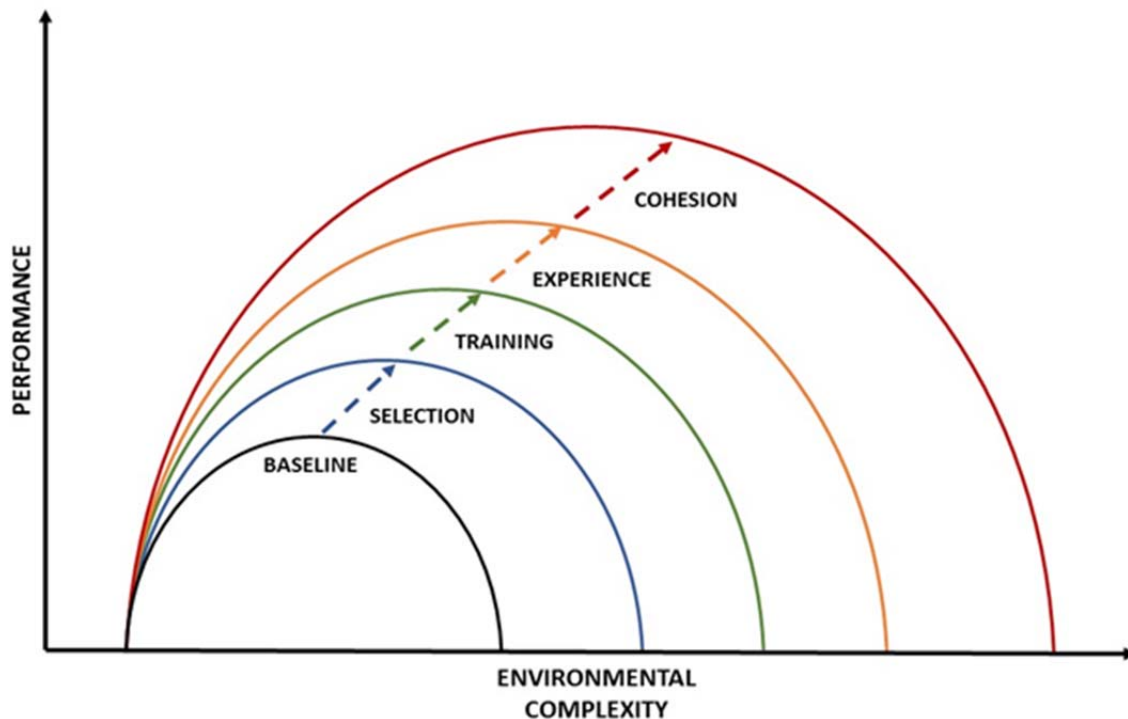 PERFORMANCE
COHESION
EXPERIENCE
TRAINING
SELECTION
BASELINE
ENVIRONMENTAL
COMPLEXITY